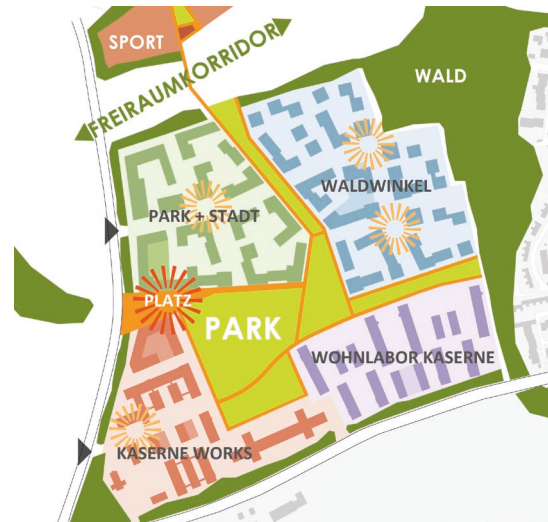 SPORT
FREIRAUMKORRIDOR
WALD
WALDWINKEL
PARK + STADT
PLATZ
PARK
WOHNLABOR KASERNE
KASERNE WORKS